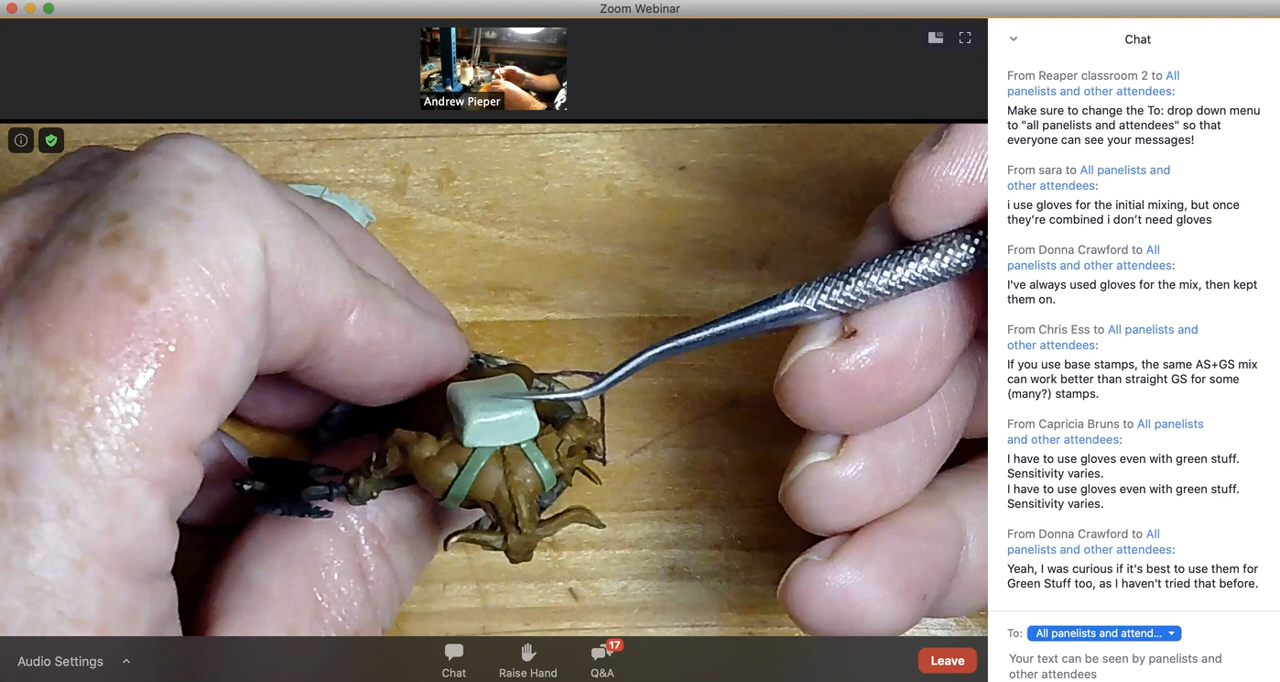 Zoom Webinar
Andrew Pieper
Chat
From Reaper classroom 2 to All
panelists and other attendees:
Make sure to change the To: drop down menu
to "all panelists and attendees" so that
everyone can see your messages!
From sara to All panelists and
other attendees:
i use gloves for the initial mixing, but once
they're combined i don't need gloves
From Donna Crawford to All
panelists and other attendees:
I've always used gloves for the mix, then kept
them on.
From Chris Ess to All panelists and
other attendees:
If you use base stamps, the same AS+GS mix
can work better than straight GS for some
(many?) stamps.
From Capricia Bruns to All panelists
and other attendees:
I have to use gloves even with green stuff.
Sensitivity varies.
I have to use gloves even with green stuff.
Sensitivity varies.
From Donna Crawford to All
panelists and other attendees:
Yeah, I was curious if it's best to use them for
Green Stuff too, as I haven't tried that before.
To: All panelists and attend...
Your text can be seen by panelists and
other attendees
Audio Settings
Chat
Raise Hand
17
Q&A
Leave